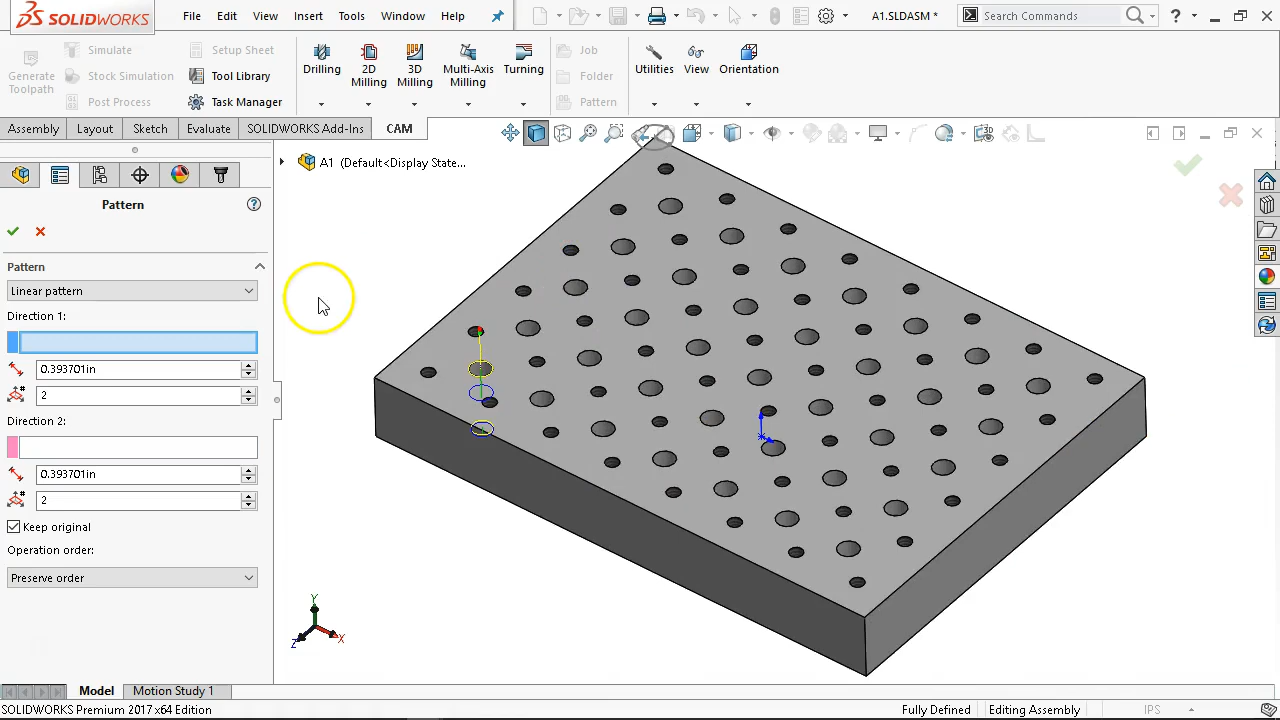 SOLIDWORKS
File Edit View Insert Tools Window Help
A1.SLDASM *
Search Commands
?
Generate Toolpath
Simulate
Stock Simulation
Post Process
Setup Sheet
Tool Library
Task Manager
Drilling
2D Milling
3D Milling
Multi-Axis Milling
Turning
Job
Folder
Pattern
Utilities
View
Orientation
Assembly Layout Sketch Evaluate SOLIDWORKS Add-Ins CAM
A1 (Default<Display State...
Pattern
?
Pattern
Linear pattern
Direction 1:
0.393701in
2
Direction 2:
0.393701in
2
Keep original
Operation order:
Preserve order
Y
X
Z
Model Motion Study 1
SOLIDWORKS Premium 2017 x64 Edition
Fully Defined Editing Assembly IPS